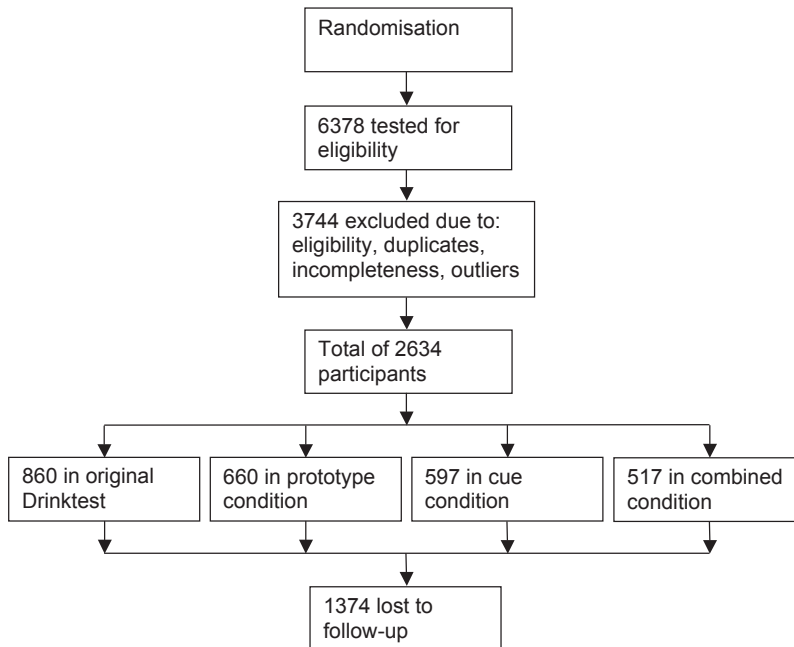 Randomisation
6378 tested for
eligibility
3744 excluded due to:
eligibility, duplicates,
incompleteness, outliers
Total of 2634
participants
860 in original
Drinktest
660 in prototype
condition
597 in cue
condition
517 in combined
condition
1374 lost to
follow-up